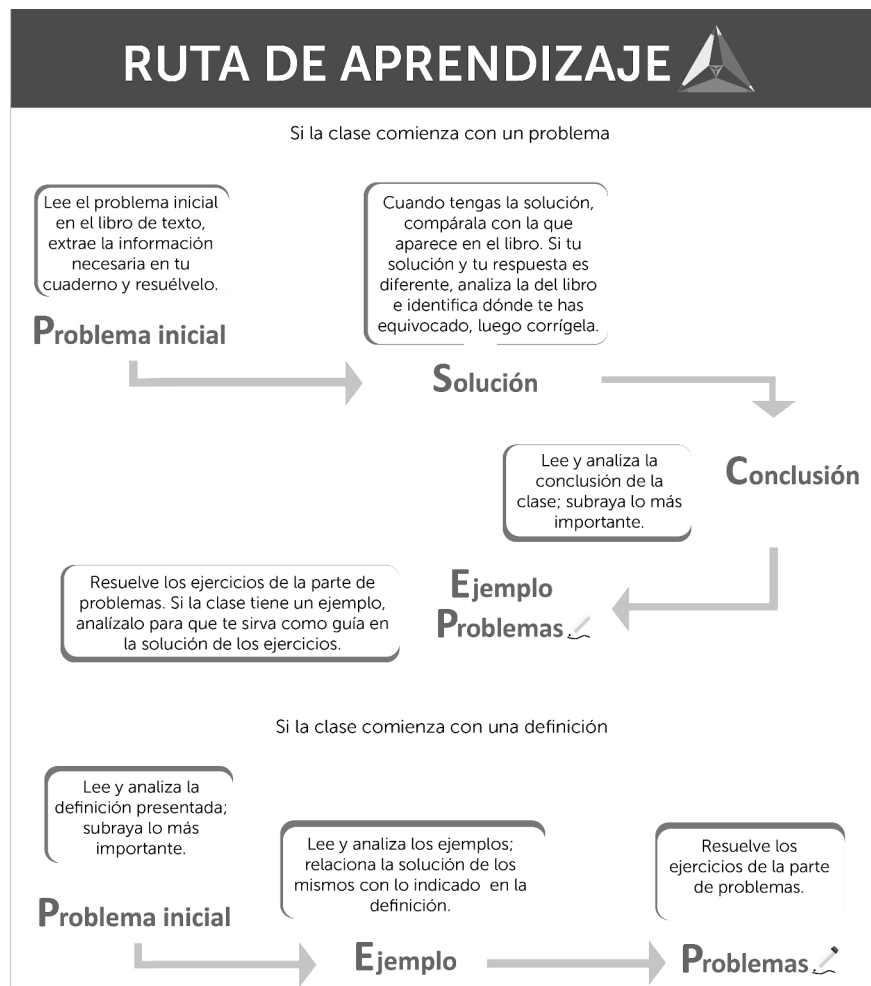 RUTA DE APRENDIZAJE
Si la clase comienza con un problema
Lee el problema inicial
en el libro de texto,
extrae la información
necesaria en tu
cuaderno y resuélvelo.
Problema inicial
Cuando tengas la solución,
compárala con la que
aparece en el libro. Si tu
solución y tu respuesta es
diferente, analiza la del libro
e identifica dónde te has
equivocado, luego corrígela.
Solución
Conclusión
Lee y analiza la
conclusión de la
clase; subraya lo más
importante.
Ejemplo
Problemas
Resuelve los ejercicios de la parte de
problemas. Si la clase tiene un ejemplo,
analízalo para que te sirva como guía en
la solución de los ejercicios.
Si la clase comienza con una definición
Lee y analiza la
definición presentada;
subraya lo más
importante.
Problema inicial
Lee y analiza los ejemplos;
relaciona la solución de los
mismos con lo indicado en la
definición.
Ejemplo
Resuelve los
ejercicios de la parte
de problemas.
Problemas